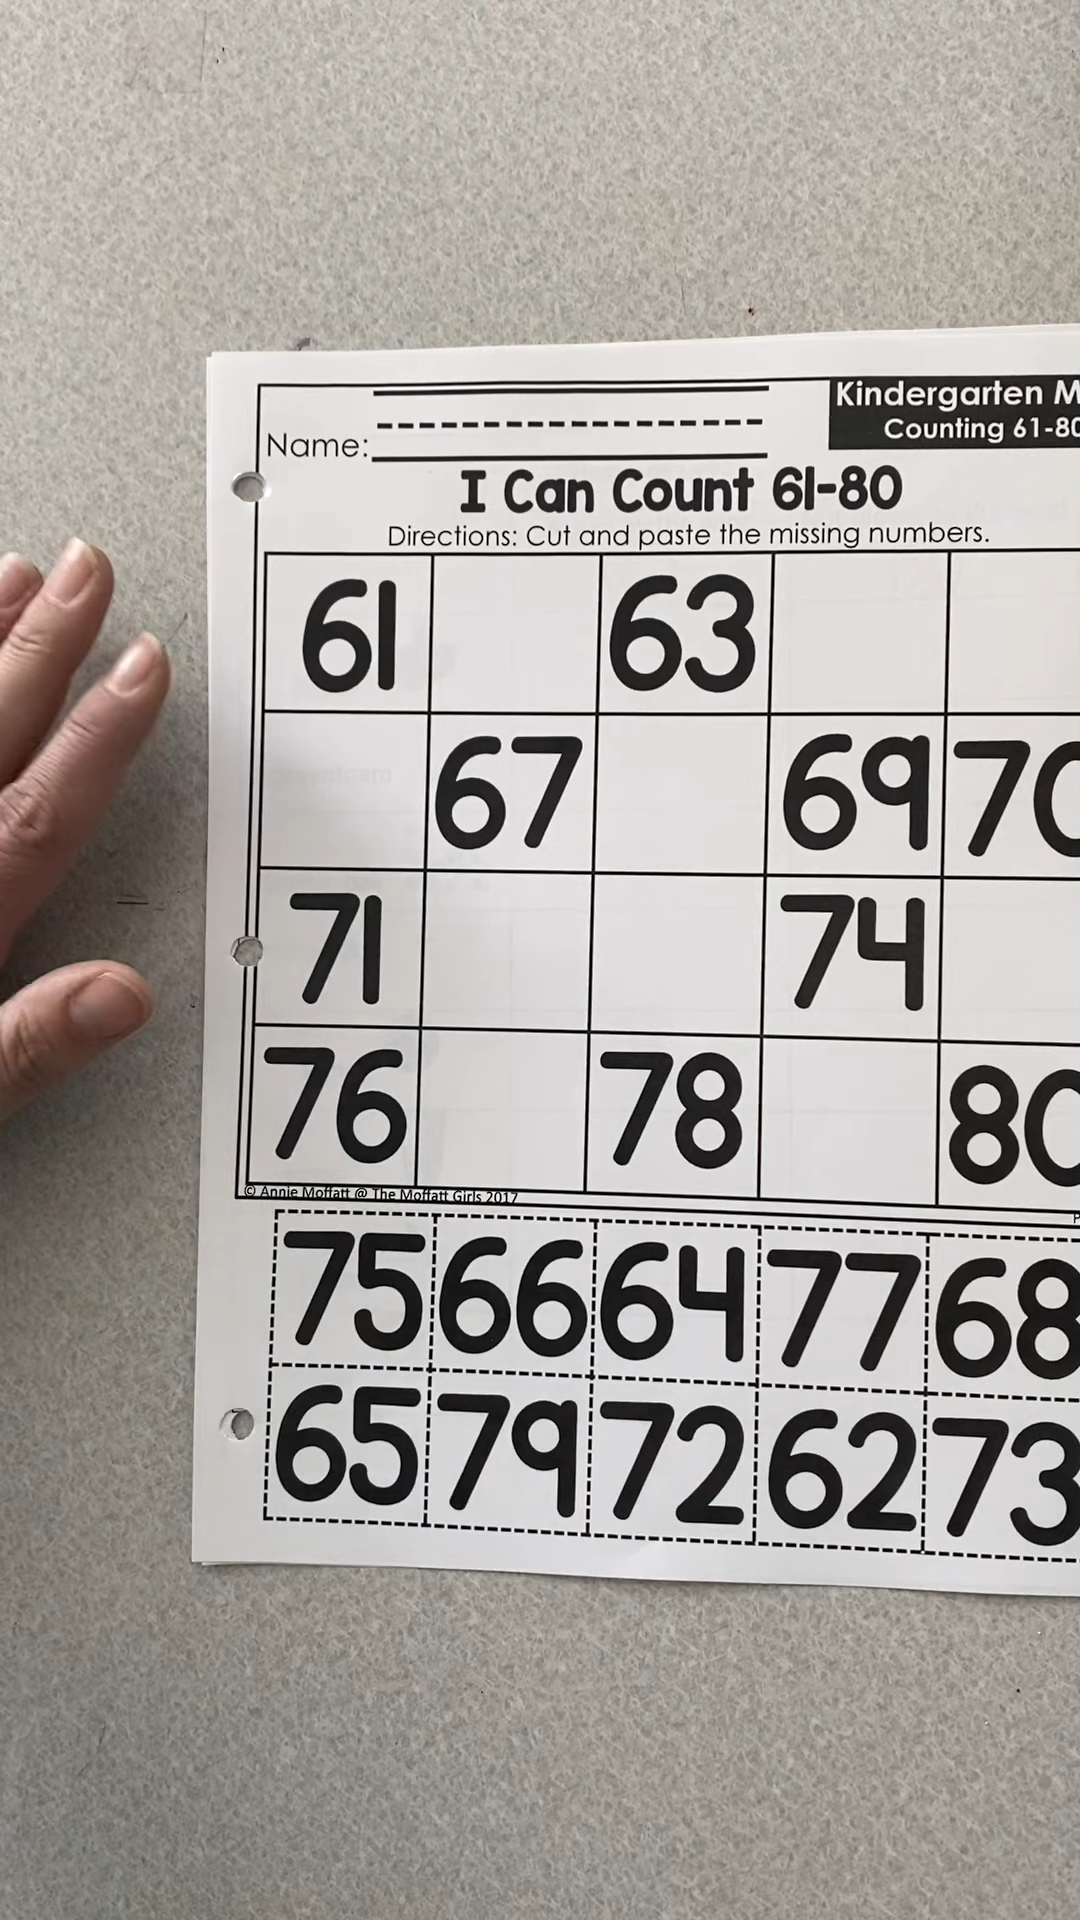 Kindergarten M
Counting 61-80
Name:
I Can Count 61-80
Directions: Cut and paste the missing numbers.
61 63
67 69 70
71 74
76 78 80
© Annie Moffatt @ The Moffatt Girls 2017
75 66 64 77 68
65 79 72 62 73